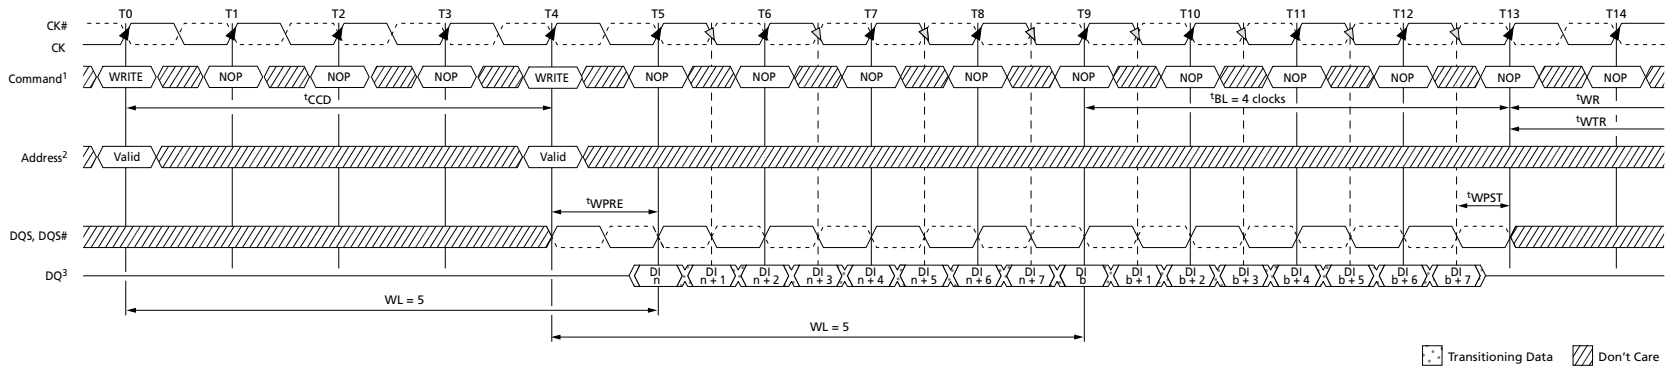 T0 T1 T2 T3 T4 T5 T6 T7 T8 T9 T10 T11 T12 T13 T14
CK#
CK
Command1 WRITE NOP NOP NOP WRITE NOP NOP NOP NOP NOP NOP NOP NOP NOP NOP
tCCD tBL = 4 clocks tWR
tWTR
Address2 Valid Valid
tWPRE tWPST
DQS, DQS#
DQ3 DI n DI n + 1 DI n + 2 DI n + 3 DI n + 4 DI n + 5 DI n + 6 DI n + 7 DI b DI b + 1 DI b + 2 DI b + 3 DI b + 4 DI b + 5 DI b + 6 DI b + 7
WL = 5
WL = 5
Transitioning Data Don't Care